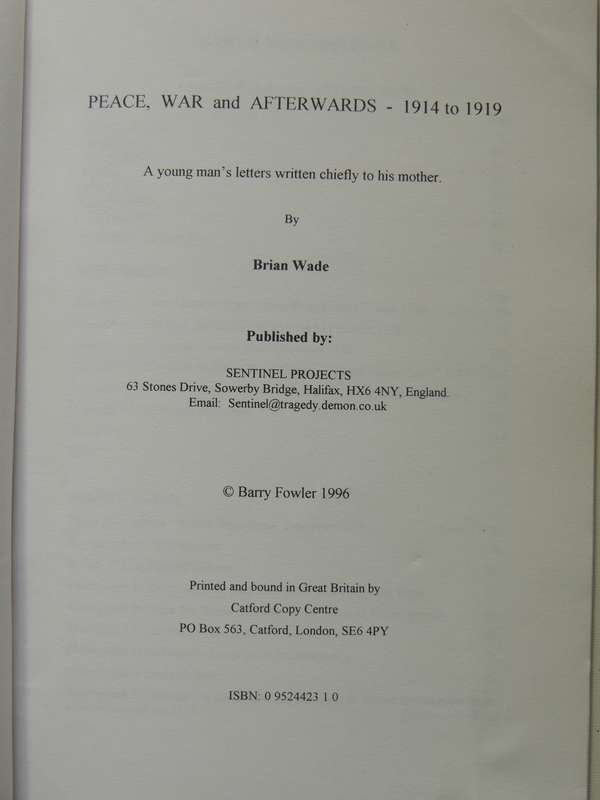 PEACE, WAR and AFTERWARDS - 1914 to 1919
A young man's letters written chiefly to his mother.
By
Brian Wade
Published by:
SENTINEL PROJECTS
63 Stones Drive, Sowerby Bridge, Halifax, HX6 4NY, England.
Email: Sentinel@tragedy.demon.co.uk
© Barry Fowler 1996
Printed and bound in Great Britain by
Catford Copy Centre
PO Box 563, Catford, London, SE6 4PY
ISBN: 0 9524423 1 0